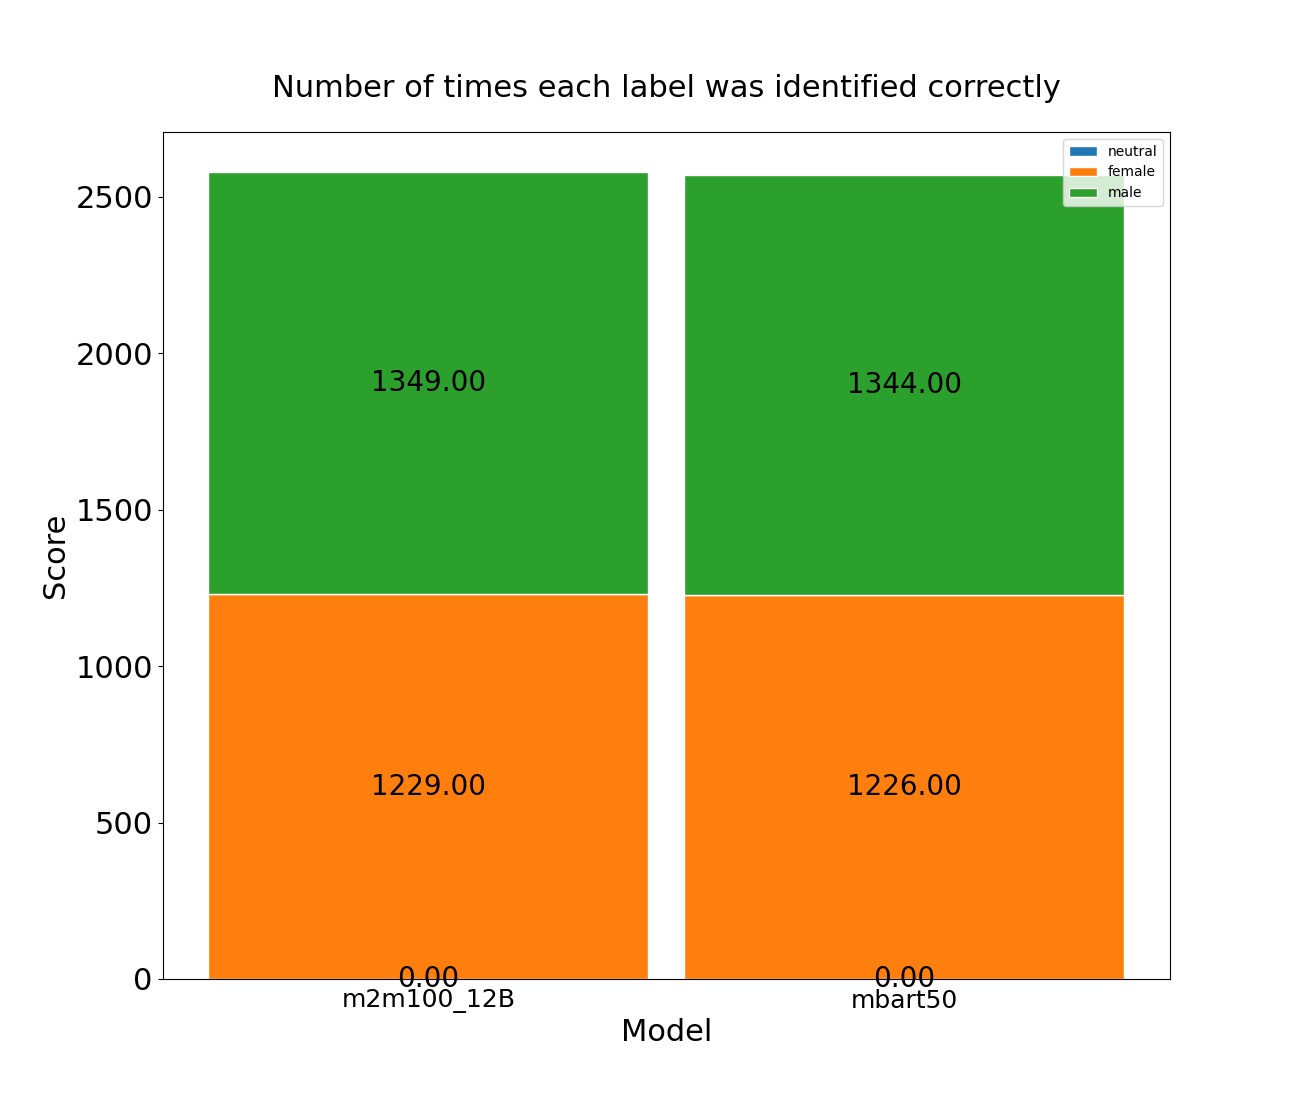 Number of times each label was identified correctly
neutral
female
male
2500
2000
1500
1000
500
0
Score
1349.00
1344.00
1229.00
1226.00
0.00
0.00
m2m100_12B
mbart50
Model